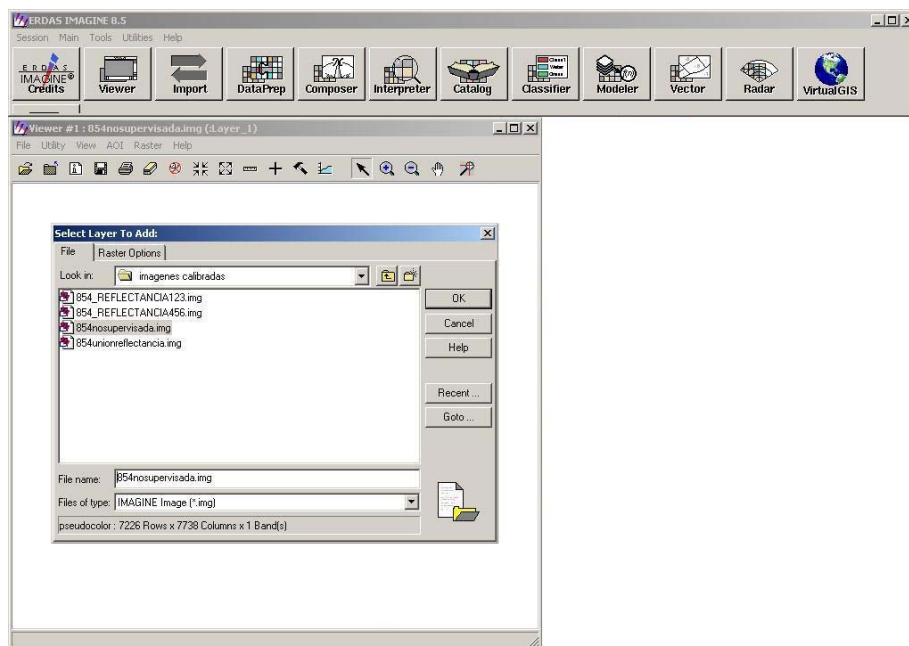 ERDAS IMAGINE 8.5
Session Main Tools Utilities Help
ERDAS
IMAGINE®
Credits
Viewer
Import
DataPrep
Composer
Interpreter
Catalog
Class1
Water
Grass
Classifier
Modeler
Vector
Radar
VirtualGIS
Viewer #1 : 854nosupervisada.img (:Layer_1)
File Utility View AOI Raster Help
Select Layer To Add:
File
Raster Options
Look in:
imagenes calibradas
854_REFLECTANCIA123.img
854_REFLECTANCIA456.img
854nosupervisada.img
854unionreflectancia.img
OK
Cancel
Help
Recent ...
Goto ...
File name:
854nosupervisada.img
Files of type:
IMAGINE Image (*.img)
pseudocolor : 7226 Rows x 7738 Columns x 1 Band(s)